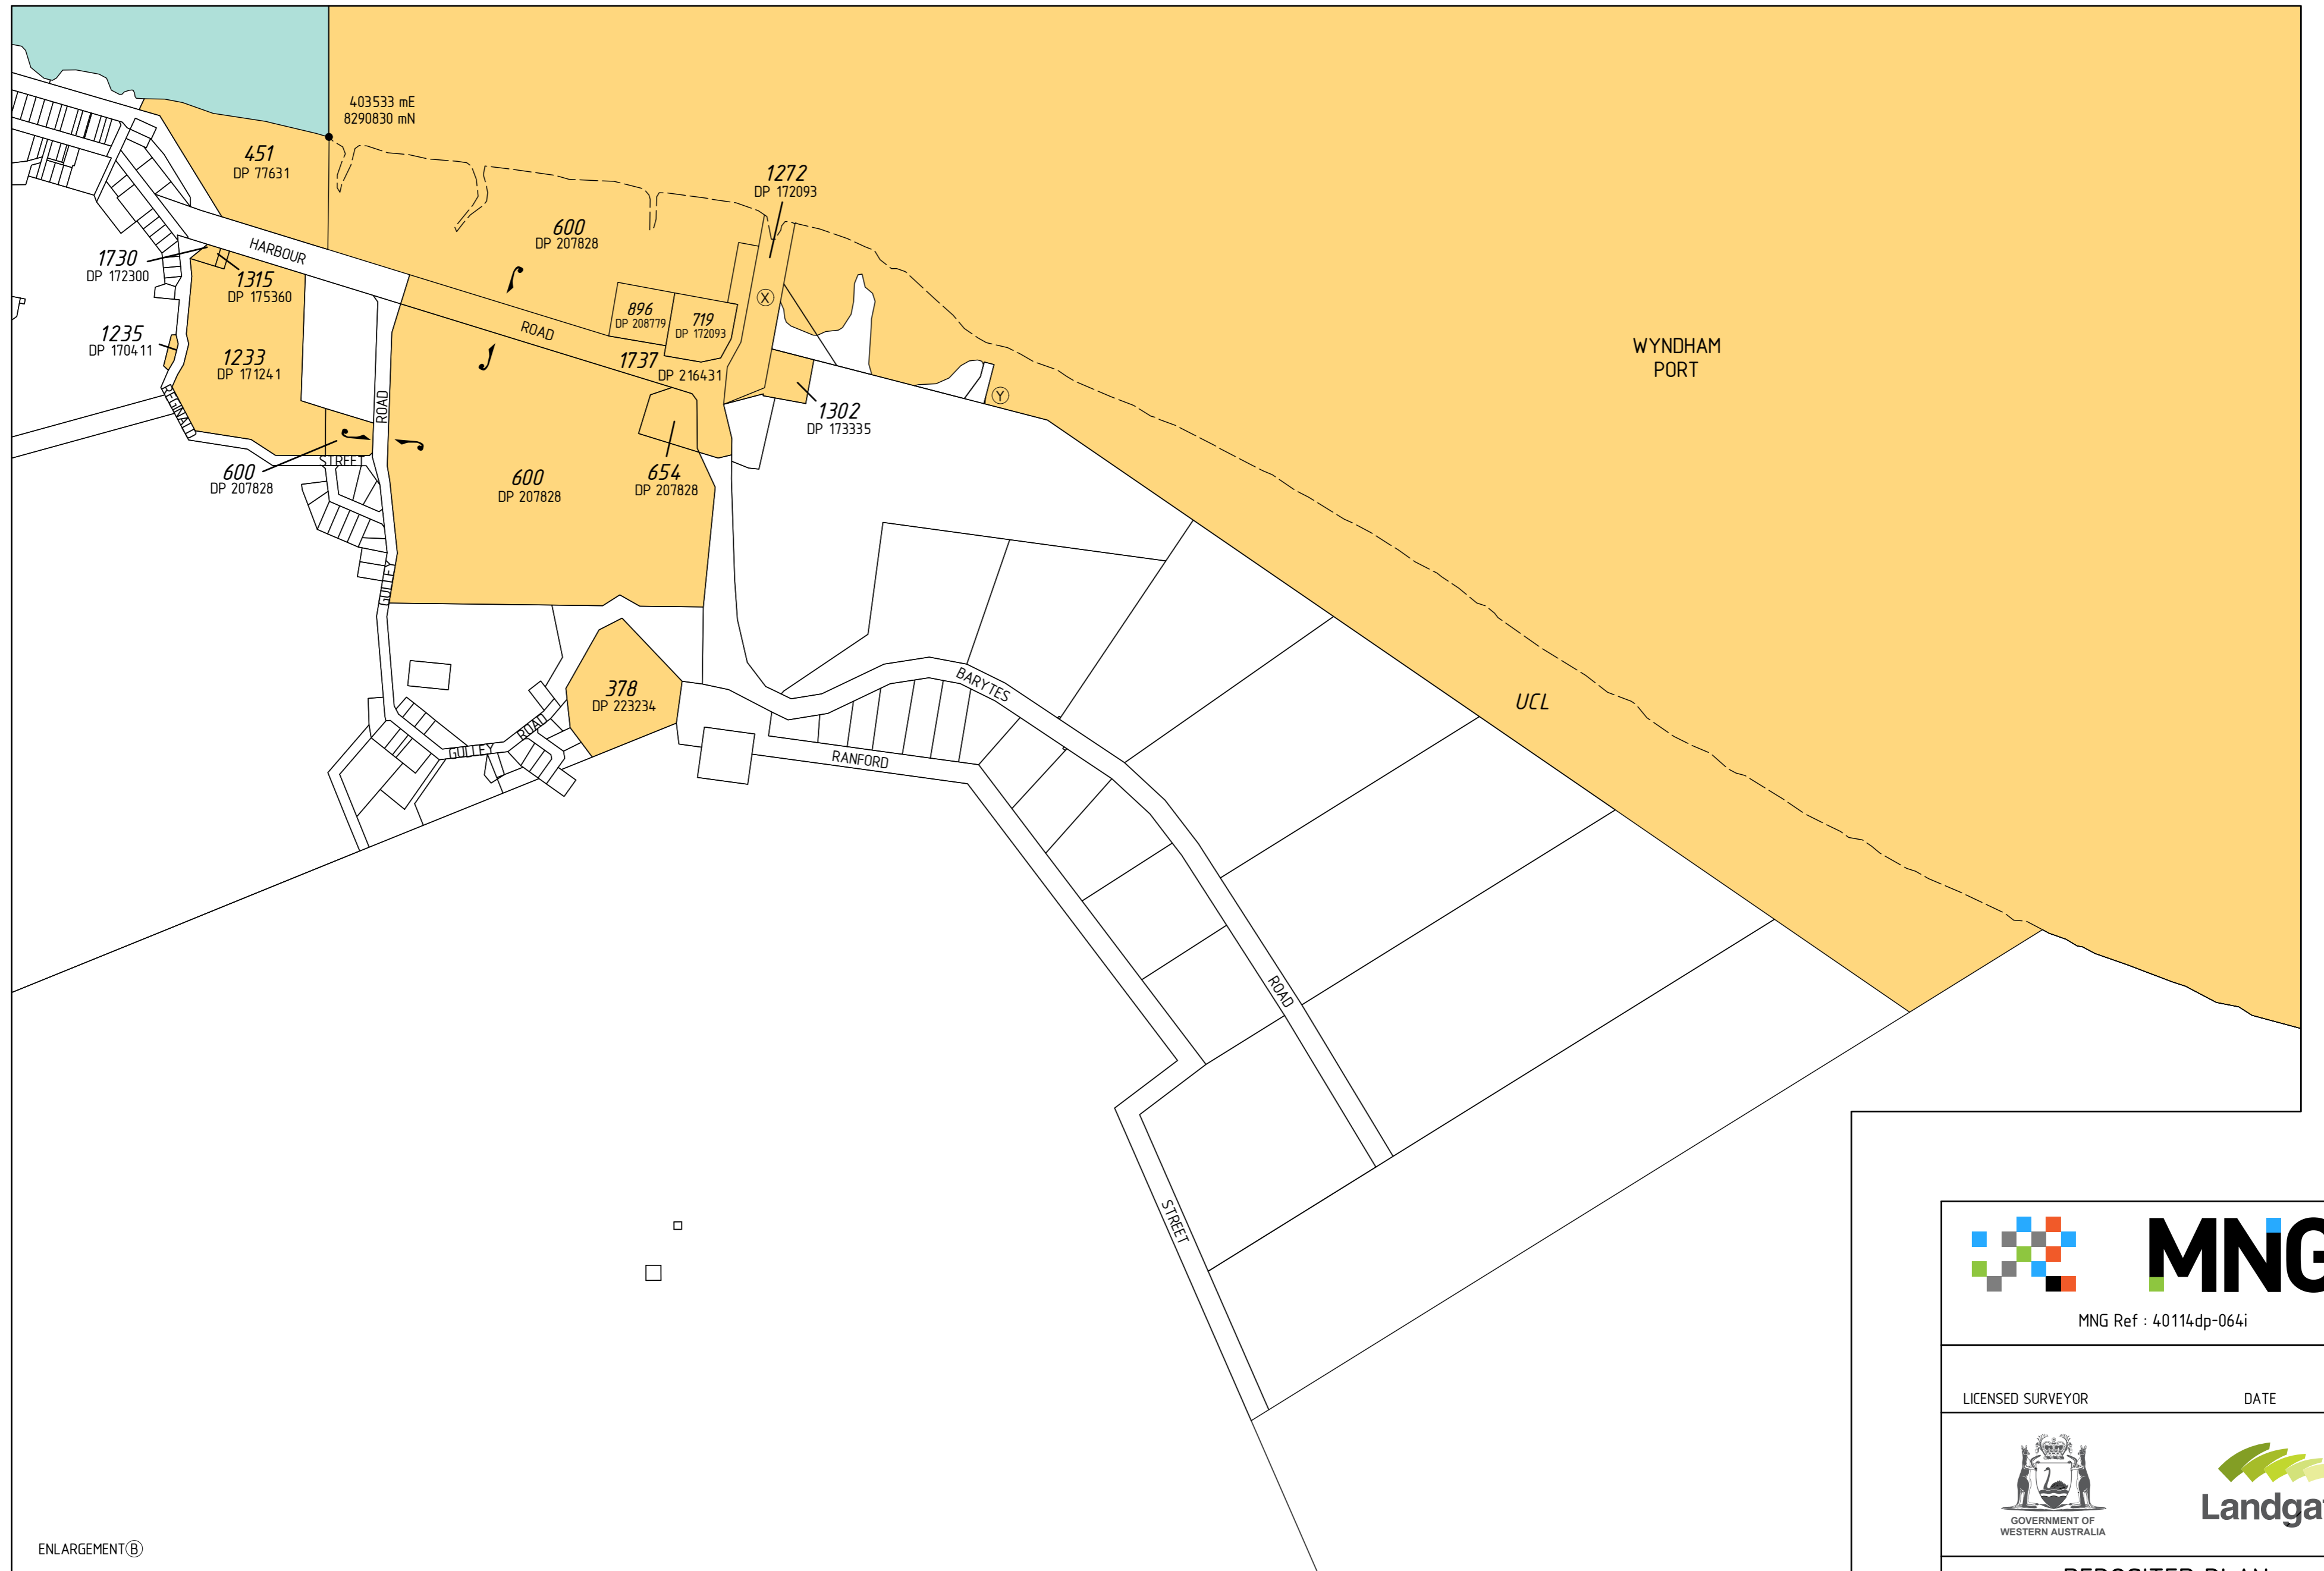 403533 mE
8290830 mN
451
DP 77631
1272
DP 172093
600
DP 207828
HARBOUR
1730
DP 172300
1315
DP 175360
X
896
DP 208779
719
DP 172093
ROAD
1235
DP 170411
1233
DP 171241
1737
DP 216431
WYNDHAM
PORT
Y
REGINALD
ROAD
1302
DP 173335
STREET
600
DP 207828
600
DP 207828
654
DP 207828
GULLEY
BARYTES
378
DP 223234
UCL
ROAD
GULLEY
RANFORD
ROAD
STREET
MNG
MNG Ref : 40114dp-064i
LICENSED SURVEYOR DATE
GOVERNMENT OF
WESTERN AUSTRALIA
Landga
ENLARGEMENT B
DEPOSITED PLAN